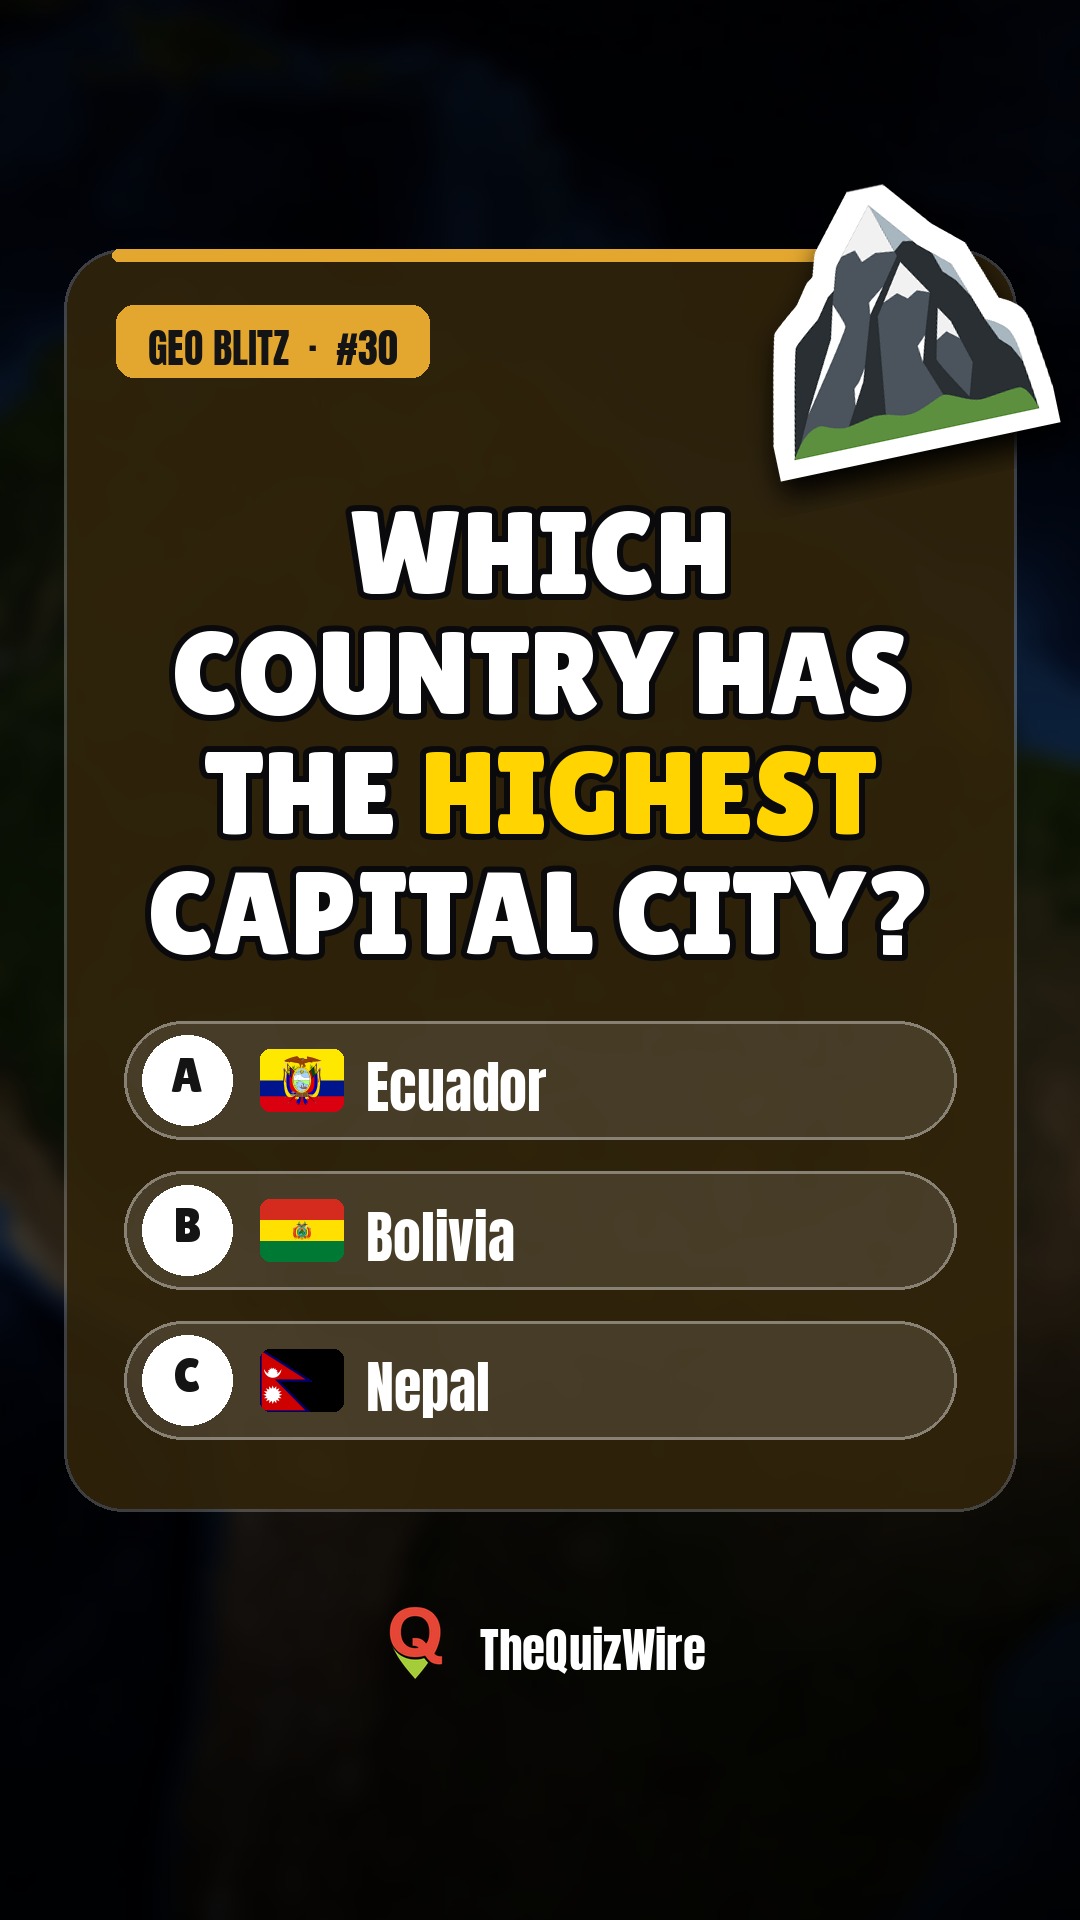 GEO BLITZ · #30
WHICH
COUNTRY HAS
THE HIGHEST
CAPITAL CITY?
A Ecuador
B Bolivia
C Nepal
Q TheQuizWire